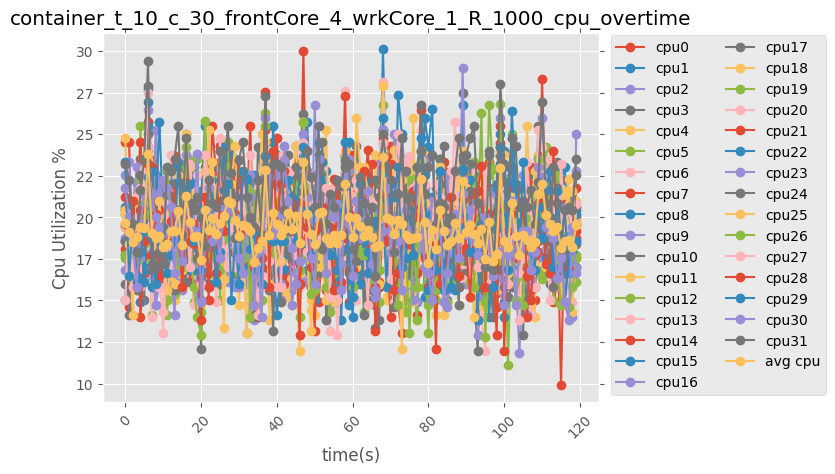 container_t_10_c_30_frontCore_4_wrkCore_1_R_1000_cpu_overtime
Cpu Utilization %
30
27
25
22
20
17
15
12
10
0
20
40
60
80
100
120
time(s)
cpu0
cpu1
cpu2
cpu3
cpu4
cpu5
cpu6
cpu7
cpu8
cpu9
cpu10
cpu11
cpu12
cpu13
cpu14
cpu15
cpu16
cpu17
cpu18
cpu19
cpu20
cpu21
cpu22
cpu23
cpu24
cpu25
cpu26
cpu27
cpu28
cpu29
cpu30
cpu31
avg cpu